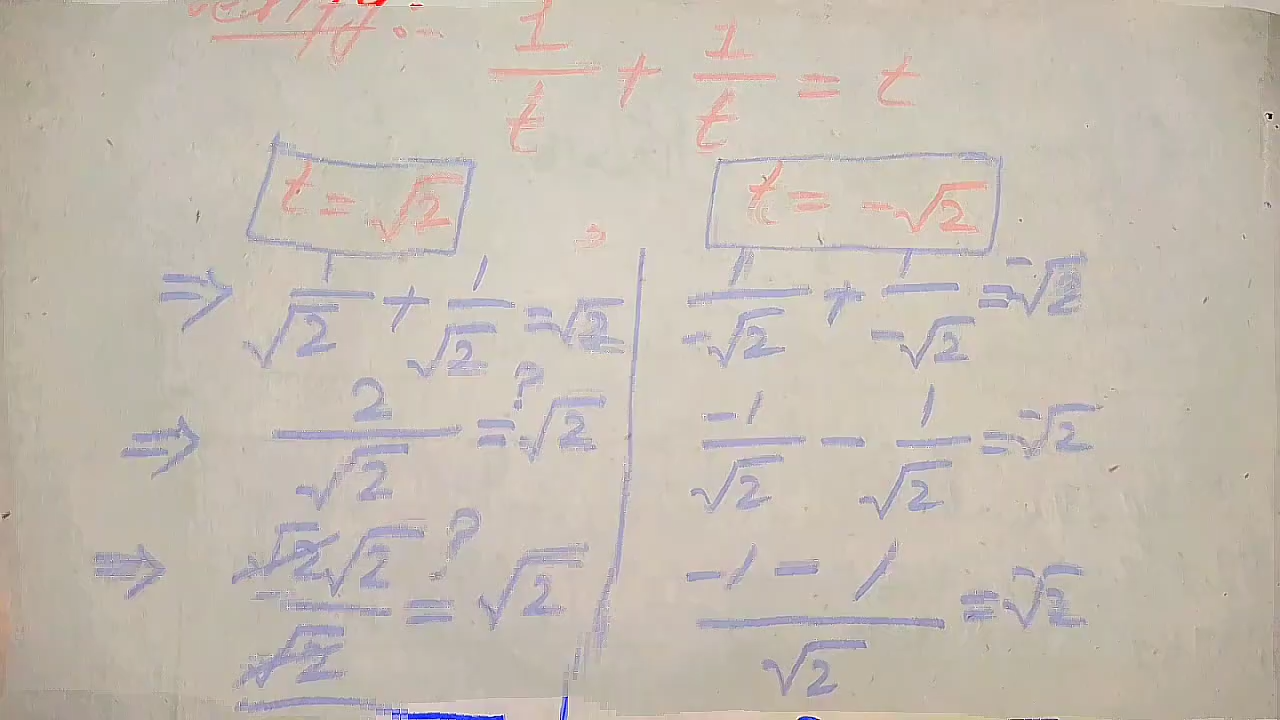 Verify :-
1/t + 1/t = t
t = √2 , t = -√2
⇒ 1/√2 + 1/√2 = √2
1/-√2 + 1/-√2 = -√2
⇒ 2/√2 =? √2
-1/√2 - 1/√2 = -√2
⇒ √2√2/√2 =? √2
-1 - 1/√2 = -√2